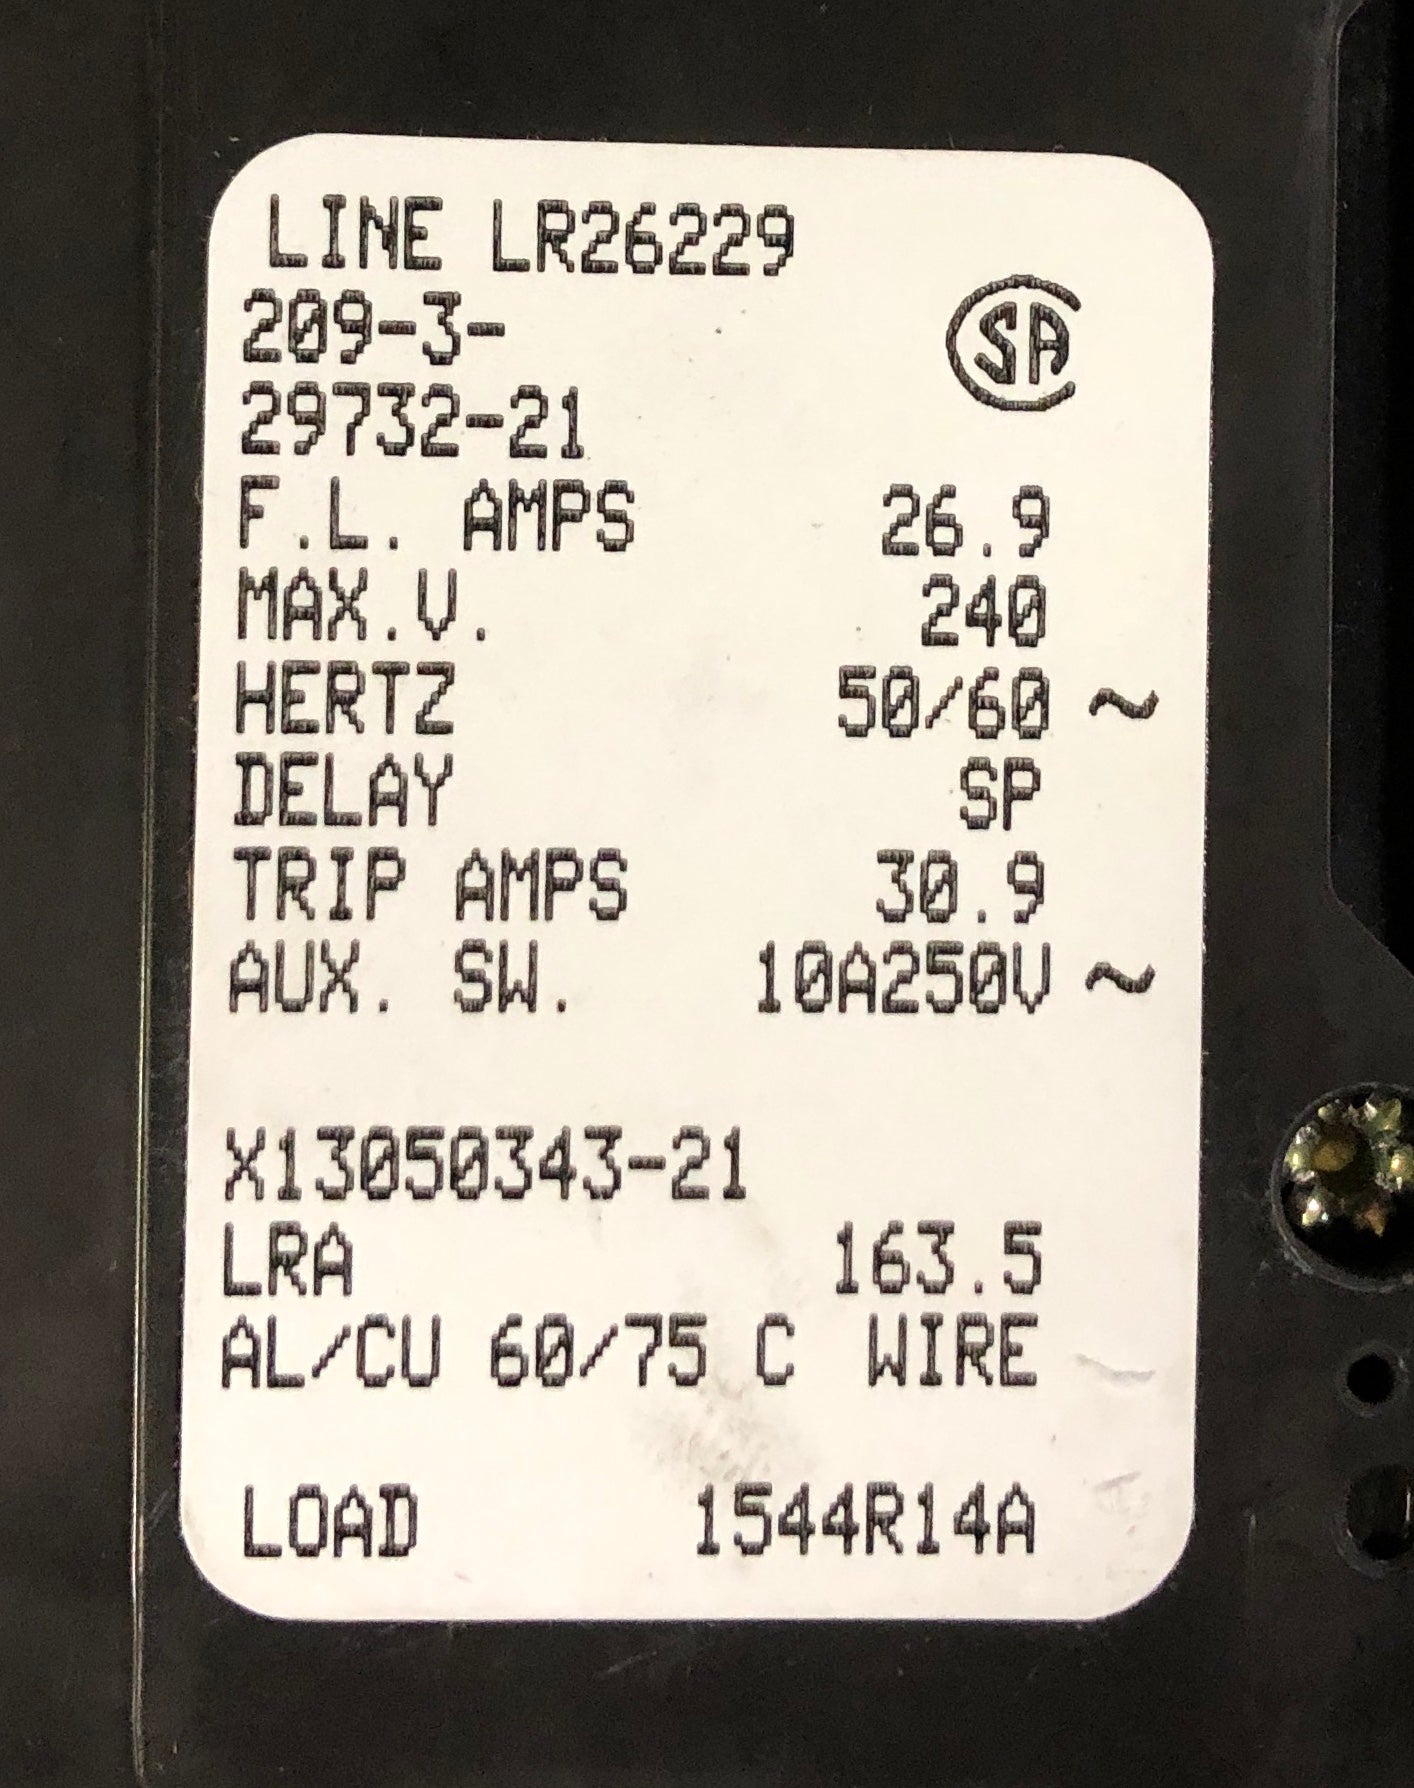 LINE LR26229
209-3-
29732-21
SA
F.L. AMPS 26.9
MAX.V. 240
HERTZ 50/60 ~
DELAY SP
TRIP AMPS 30.9
AUX. SW. 10A250V ~
X13050343-21
LRA 163.5
AL/CU 60/75 C WIRE
LOAD 1544R14A